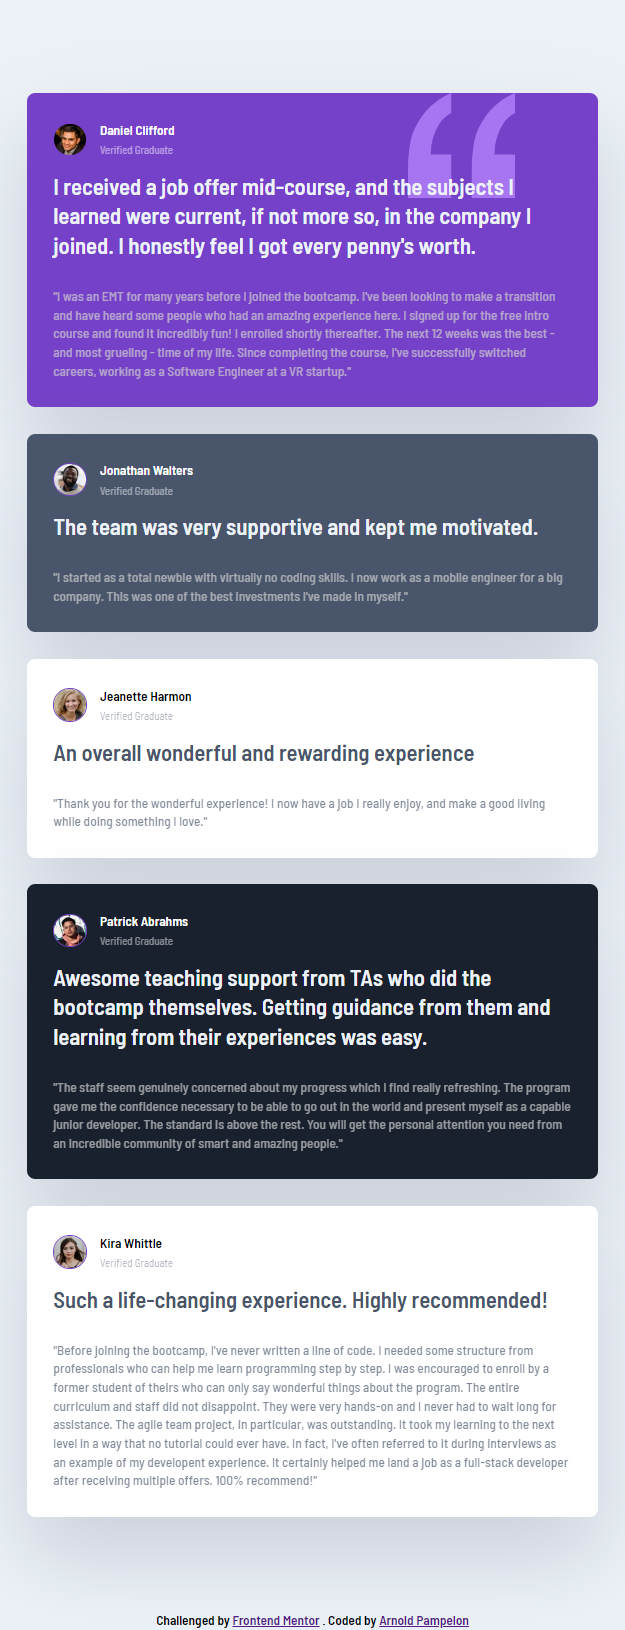 Daniel Clifford
Verified Graduate
I received a job offer mid-course, and the subjects I
learned were current, if not more so, in the company I
joined. I honestly feel I got every penny's worth.
"I was an EMT for many years before I joined the bootcamp. I've been looking to make a transition
and have heard some people who had an amazing experience here. I signed up for the free intro
course and found it incredibly fun! I enrolled shortly thereafter. The next 12 weeks was the best -
and most grueling - time of my life. Since completing the course, I've successfully switched
careers, working as a Software Engineer at a VR startup."
Jonathan Walters
Verified Graduate
The team was very supportive and kept me motivated.
"I started as a total newbie with virtually no coding skills. I now work as a mobile engineer for a big
company. This was one of the best investments I've made in myself."
Jeanette Harmon
Verified Graduate
An overall wonderful and rewarding experience
"Thank you for the wonderful experience! I now have a job I really enjoy, and make a good living
while doing something I love."
Patrick Abrahms
Verified Graduate
Awesome teaching support from TAs who did the
bootcamp themselves. Getting guidance from them and
learning from their experiences was easy.
"The staff seem genuinely concerned about my progress which I find really refreshing. The program
gave me the confidence necessary to be able to go out in the world and present myself as a capable
junior developer. The standard is above the rest. You will get the personal attention you need from
an incredible community of smart and amazing people."
Kira Whittle
Verified Graduate
Such a life-changing experience. Highly recommended!
"Before joining the bootcamp, I've never written a line of code. I needed some structure from
professionals who can help me learn programming step by step. I was encouraged to enroll by a
former student of theirs who can only say wonderful things about the program. The entire
curriculum and staff did not disappoint. They were very hands-on and I never had to wait long for
assistance. The agile team project, in particular, was outstanding. It took my learning to the next
level in a way that no tutorial could ever have. In fact, I've often referred to it during interviews as
an example of my developent experience. It certainly helped me land a job as a full-stack developer
after receiving multiple offers. 100% recommend!"
Challenged by Frontend Mentor . Coded by Arnold Pampelon